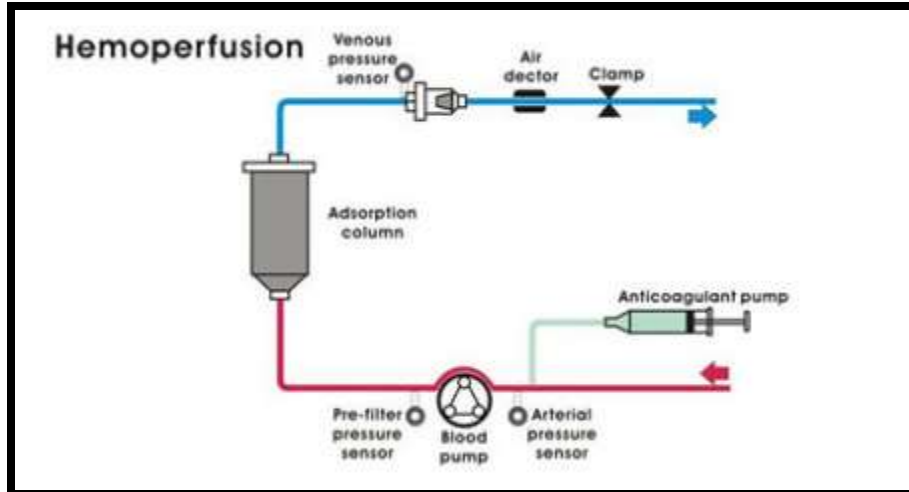 Hemoperfusion
Venous
pressure
sensor
Air
dector
Clamp
Adsorption
column
Anticoagulant pump
Pre-filter
pressure
sensor
Blood
pump
Arterial
pressure
sensor